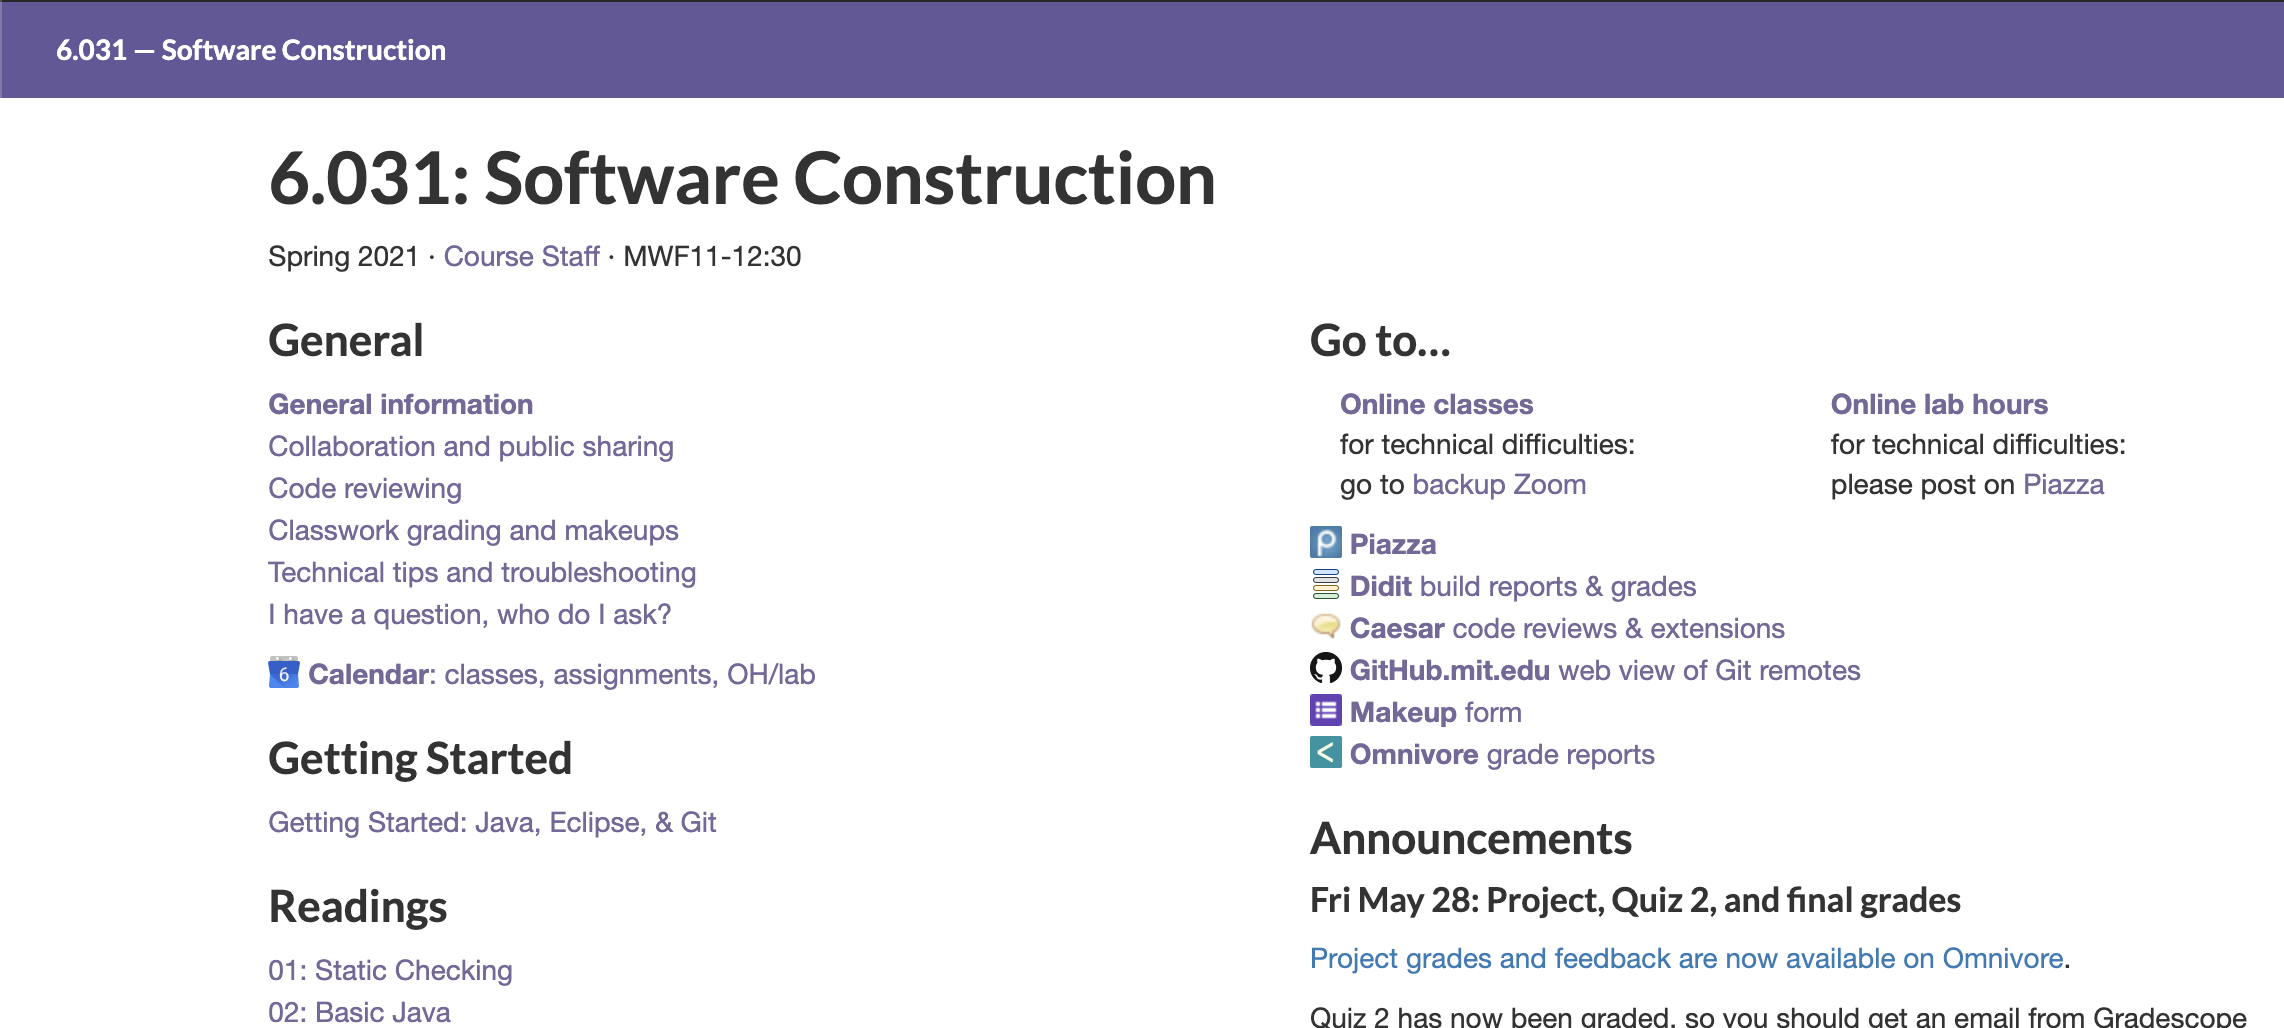 6.031 — Software Construction
6.031: Software Construction
Spring 2021 · Course Staff · MWF11-12:30
General
General information
Collaboration and public sharing
Code reviewing
Classwork grading and makeups
Technical tips and troubleshooting
I have a question, who do I ask?
6 Calendar: classes, assignments, OH/lab
Getting Started
Getting Started: Java, Eclipse, & Git
Readings
01: Static Checking
02: Basic Java
Go to...
Online classes
for technical difficulties:
go to backup Zoom
Online lab hours
for technical difficulties:
please post on Piazza
Piazza
Didit build reports & grades
Caesar code reviews & extensions
GitHub.mit.edu web view of Git remotes
Makeup form
Omnivore grade reports
Announcements
Fri May 28: Project, Quiz 2, and final grades
Project grades and feedback are now available on Omnivore.
Quiz 2 has now been graded, so you should get an email from Gradescope